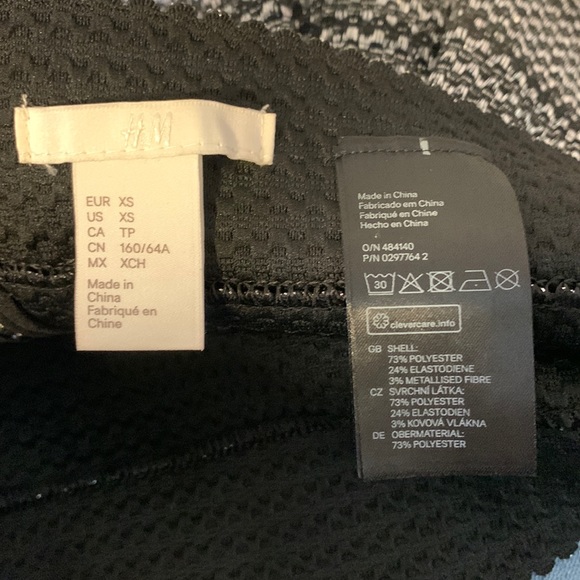 H&M
EUR XS
US XS
CA TP
CN 160/64A
MX XCH
Made in
China
Fabriqué en
Chine
Made in China
Fabricado em China
Fabriqué en Chine
Hecho en China
O/N 484140
P/N 0297764 2
30
clevercare.info
GB SHELL:
73% POLYESTER
24% ELASTODIENE
3% METALLISED FIBRE
CZ SVRCHNÍ LÁTKA:
73% POLYESTER
24% ELASTODIEN
3% KOVOVÁ VLÁKNA
DE OBERMATERIAL:
73% POLYESTER